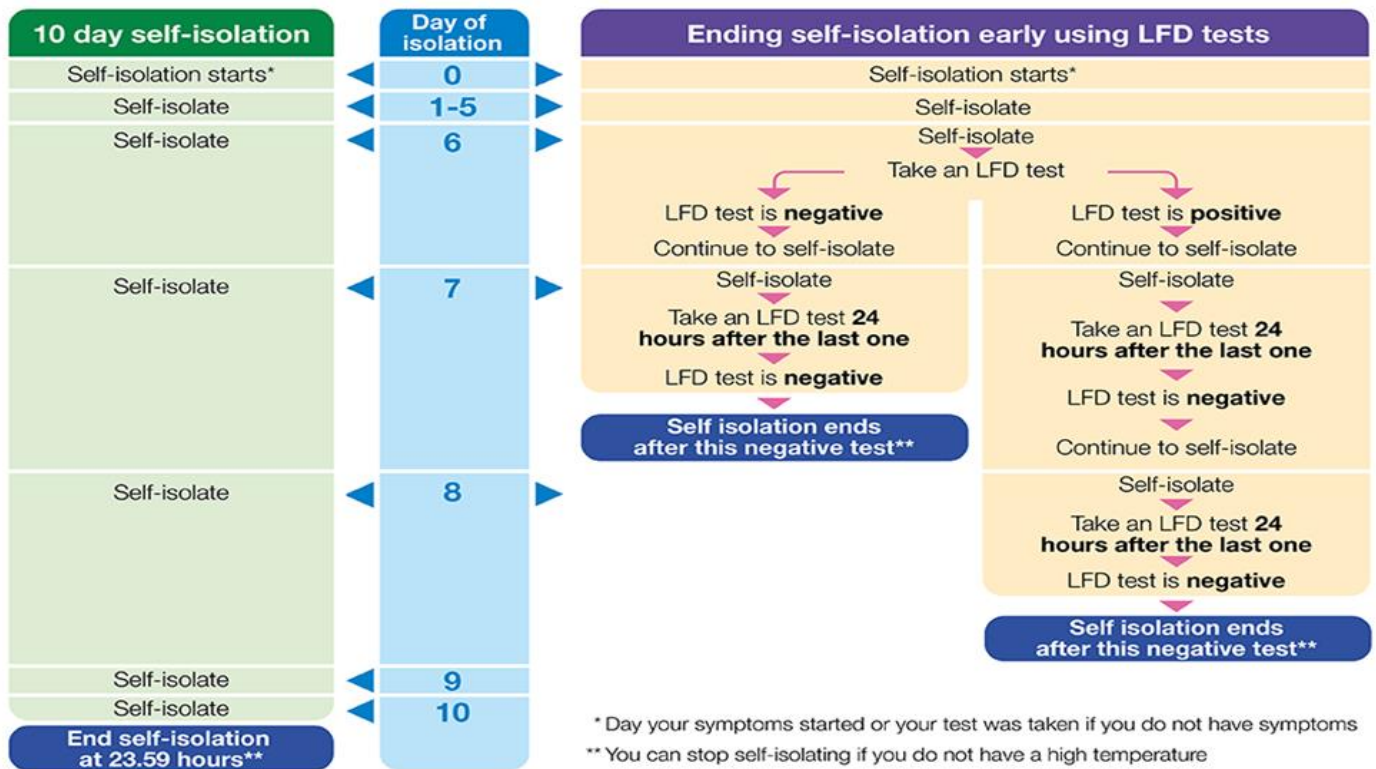 10 day self-isolation
Day of
isolation
Ending self-isolation early using LFD tests
Self-isolation starts*
0
Self-isolation starts*
Self-isolate
1-5
Self-isolate
Self-isolate
6
Self-isolate
Take an LFD test
LFD test is negative
Continue to self-isolate
LFD test is positive
Continue to self-isolate
Self-isolate
7
Self-isolate
Take an LFD test 24
hours after the last one
LFD test is negative
Self isolation ends
after this negative test**
Self-isolate
Take an LFD test 24
hours after the last one
LFD test is negative
Continue to self-isolate
Self-isolate
8
Self-isolate
Take an LFD test 24
hours after the last one
LFD test is negative
Self isolation ends
after this negative test**
Self-isolate
9
Self-isolate
10
End self-isolation
at 23.59 hours**
* Day your symptoms started or your test was taken if you do not have symptoms
** You can stop self-isolating if you do not have a high temperature